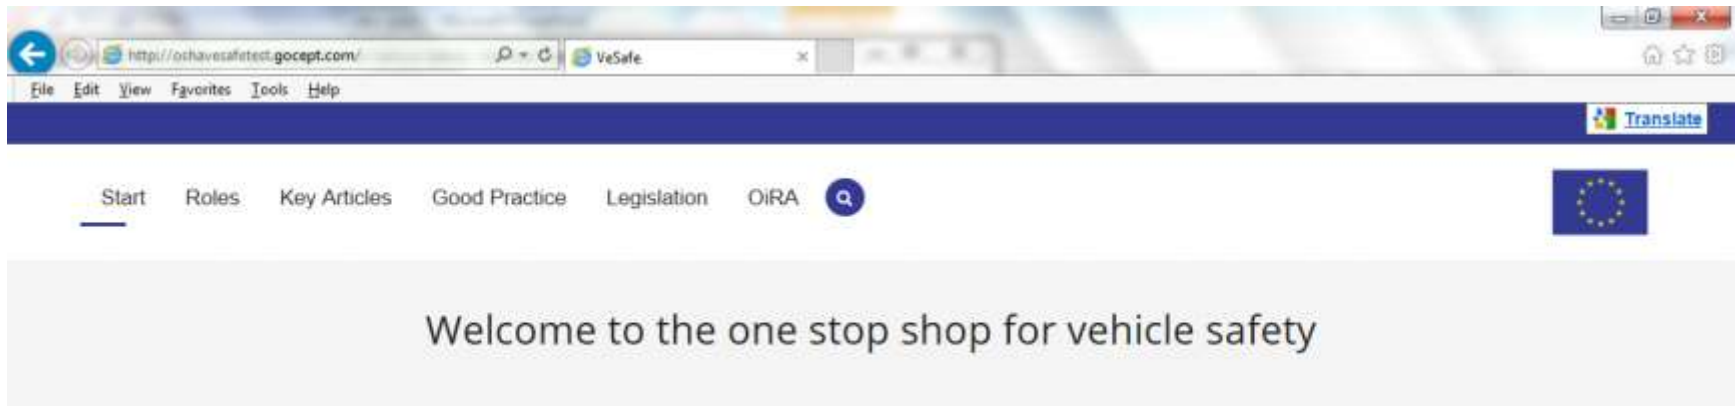 http://oshavesafetest.gocept.com/
VeSafe
File Edit View Favorites Tools Help
Translate
Start Roles Key Articles Good Practice Legislation OiRA
Welcome to the one stop shop for vehicle safety